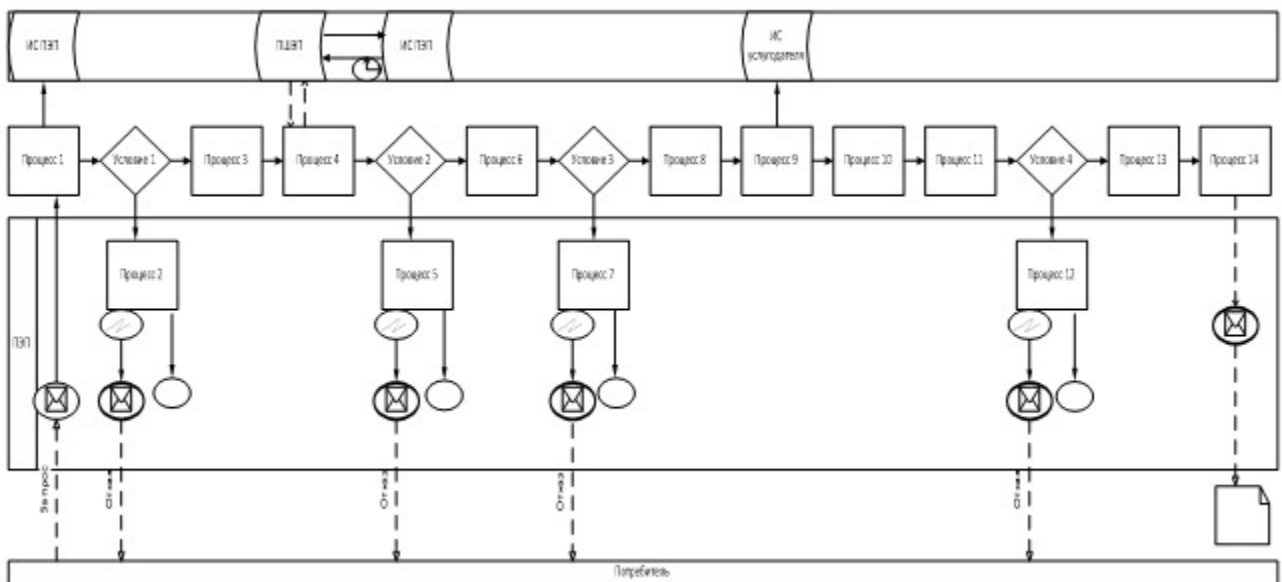 ИС ПЭП
ПШЭП
ИС ПЭП
ИС
услугодателя
Процесс 1
Условие 1
Процесс 3
Процесс 4
Условие 2
Процесс 6
Условие 3
Процесс 8
Процесс 9
Процесс 10
Процесс 11
Условие 4
Процесс 13
Процесс 14
ПЭП
Процесс 2
Процесс 5
Процесс 7
Процесс 12
Запрос
Отказ
Отказ
Отказ
Отказ
Потребитель